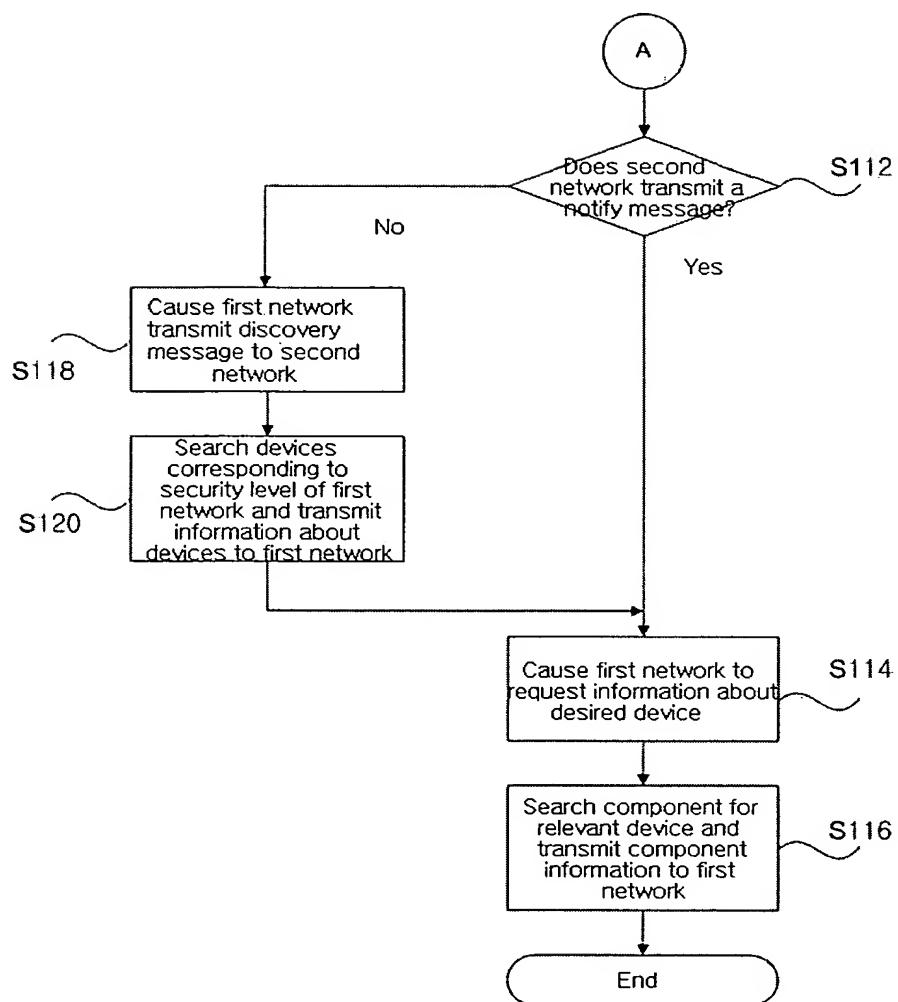 A
Does second
network transmit a
notify message?
S112
No
Yes
Cause first network
transmit discovery
message to second
network
S118
Search devices
corresponding to
security level of first
network and transmit
information about
devices to first network
S120
Cause first network to
request information about
desired device
S114
Search component for
relevant device and
transmit component
information to first
network
S116
End